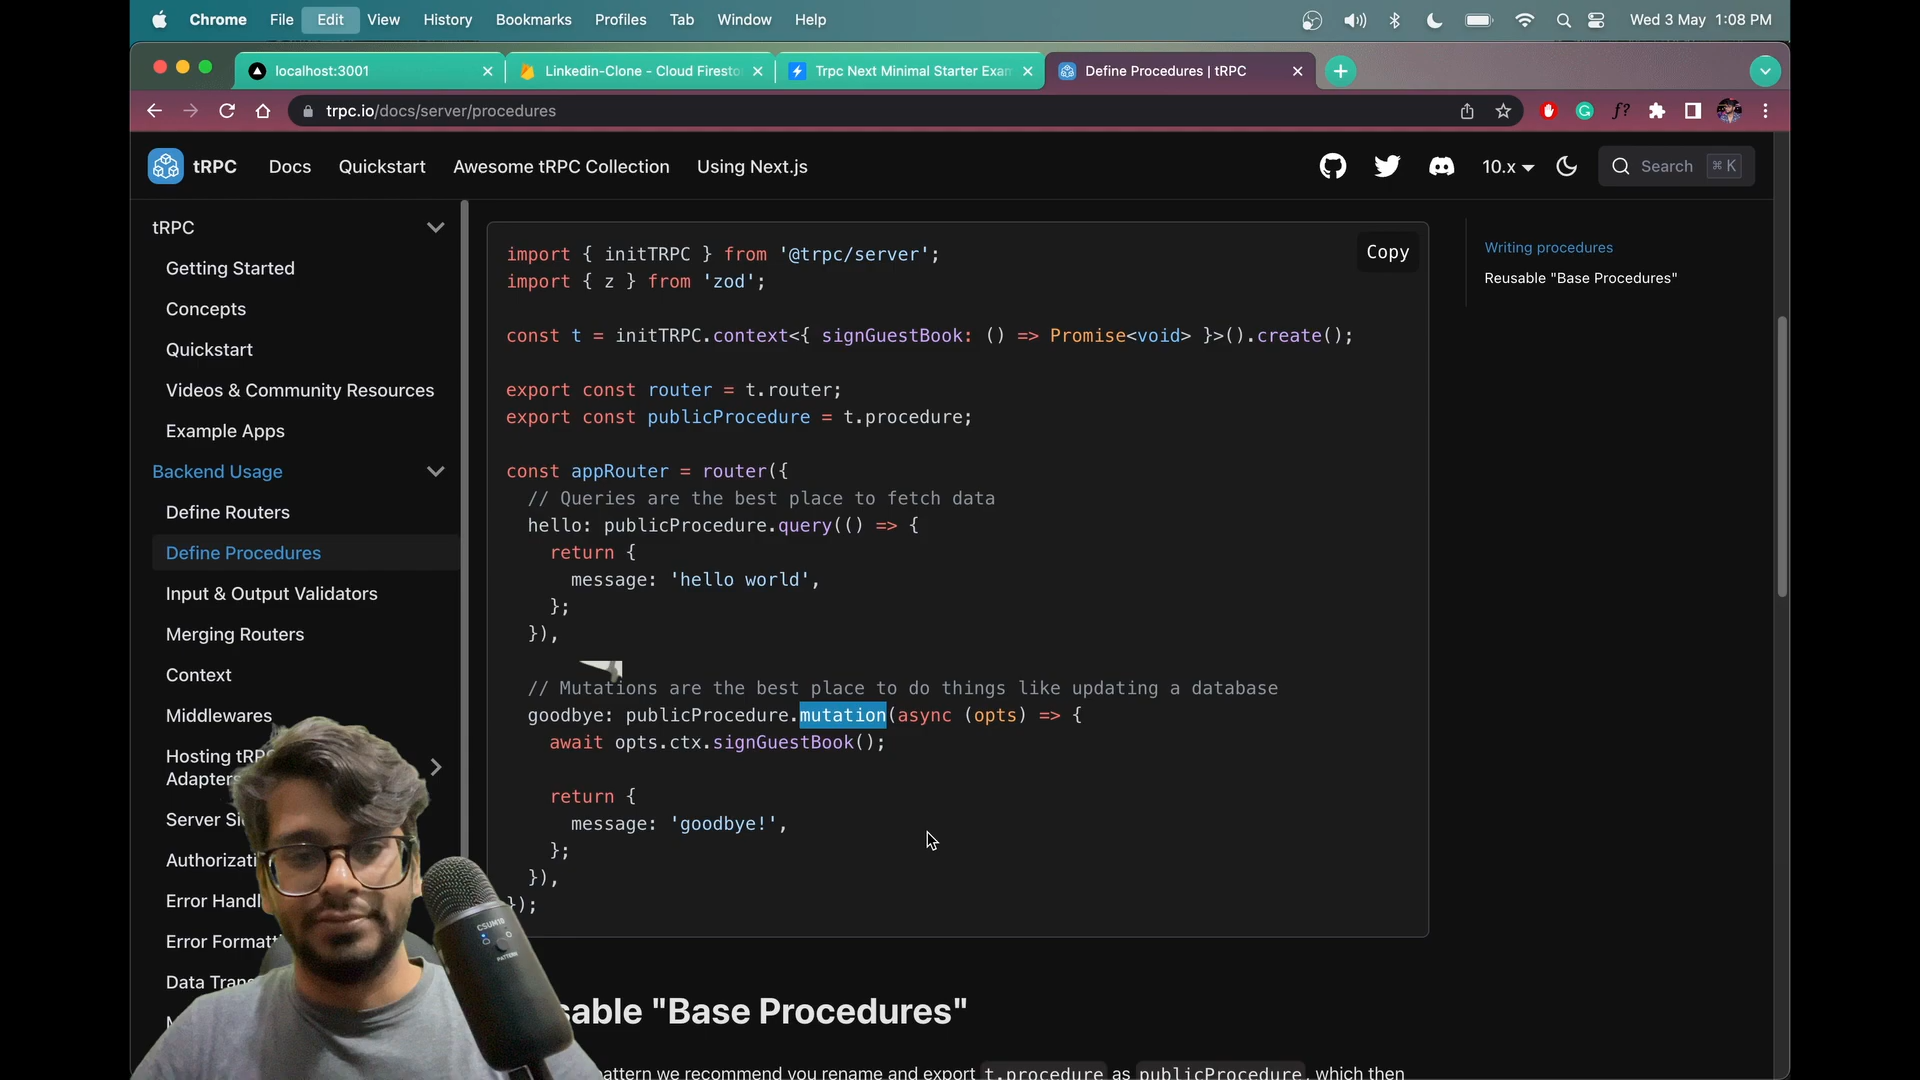 Chrome File Edit View History Bookmarks Profiles Tab Window Help Wed 3 May 1:08 PM
localhost:3001 Linkedin-Clone - Cloud Firesto Trpc Next Minimal Starter Exam Define Procedures | tRPC
trpc.io/docs/server/procedures
tRPC Docs Quickstart Awesome tRPC Collection Using Next.js 10.x Search ⌘ K
tRPC
Getting Started
Concepts
Quickstart
Videos & Community Resources
Example Apps
Backend Usage
Define Routers
Define Procedures
Input & Output Validators
Merging Routers
Context
Middlewares
Hosting tRPC
Adapters
Server Si
Authorizati
Error Handl
Error Formatti
Data Trans
Copy
import { initTRPC } from '@trpc/server';
import { z } from 'zod';
const t = initTRPC.context<{ signGuestBook: () => Promise<void> }>().create();
export const router = t.router;
export const publicProcedure = t.procedure;
const appRouter = router({
// Queries are the best place to fetch data
hello: publicProcedure.query(() => {
return {
message: 'hello world',
};
}),
// Mutations are the best place to do things like updating a database
goodbye: publicProcedure.mutation(async (opts) => {
await opts.ctx.signGuestBook();
return {
message: 'goodbye!',
};
}),
});
sable "Base Procedures"
pattern we recommend you rename and export t.procedure as publicProcedure, which then
Writing procedures
Reusable "Base Procedures"
CSUM10
PATTERN